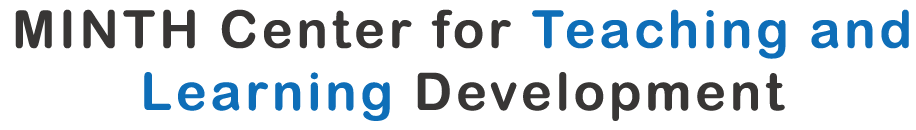 MINTH Center for Teaching and
Learning Development